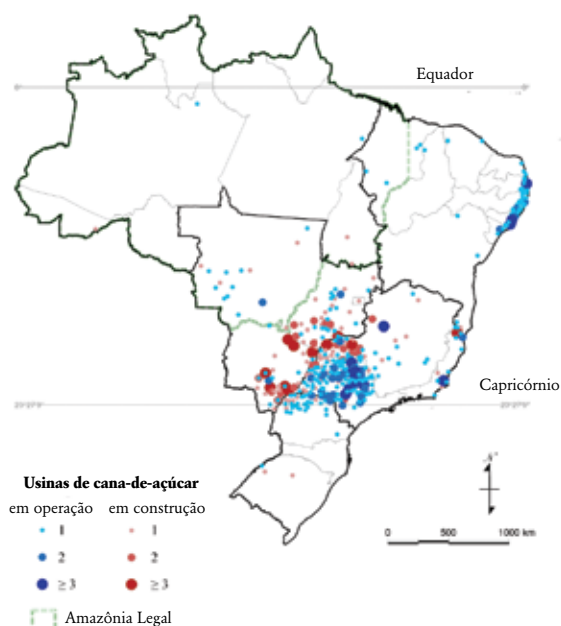 Equador
0°
Capricórnio
Usinas de cana-de-açúcar
em operação em construção
1 1
2 2
≥ 3 ≥ 3
Amazônia Legal
0 500 1000 km